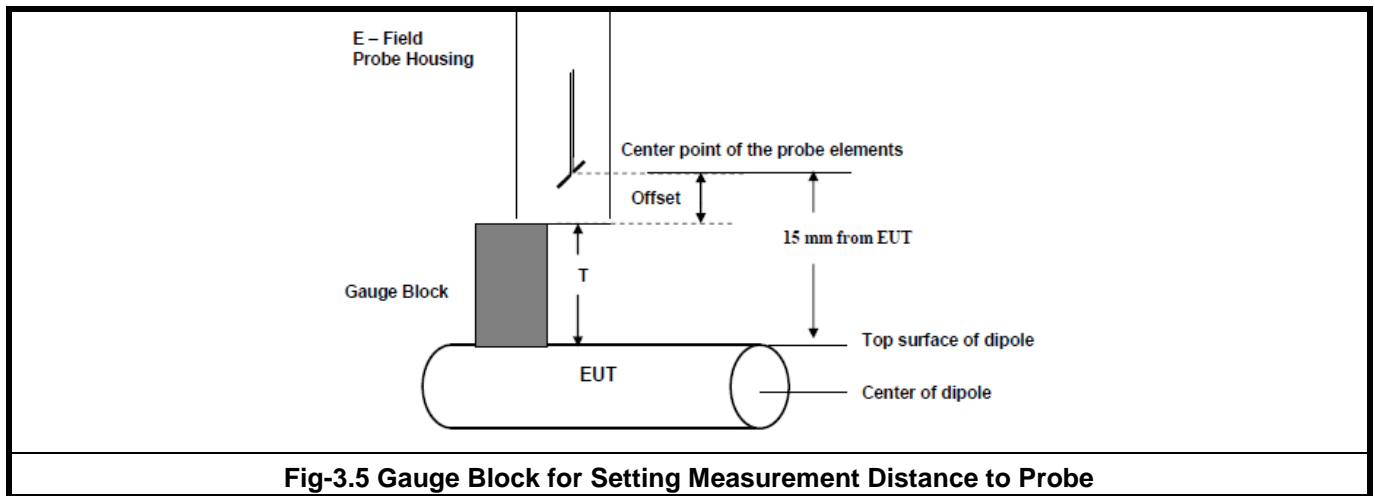 E – Field
Probe Housing
Center point of the probe elements
Offset
15 mm from EUT
T
Gauge Block
Top surface of dipole
EUT
Center of dipole
Fig-3.5 Gauge Block for Setting Measurement Distance to Probe